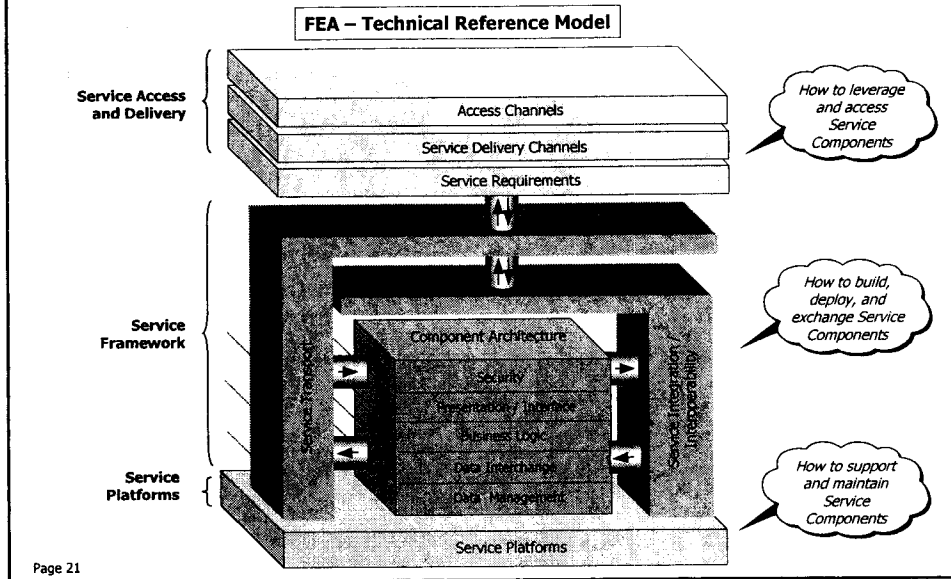 FEA – Technical Reference Model
Service Access
and Delivery
Access Channels
Service Delivery Channels
Service Requirements
How to leverage
and access
Service
Components
Service
Framework
Service Transport
Component Architecture
Security
Presentation / Interface
Business Logic
Data Interchange
Data Management
Service Integration /
Interoperability
How to build,
deploy, and
exchange Service
Components
Service
Platforms
Service Platforms
How to support
and maintain
Service
Components
Page 21